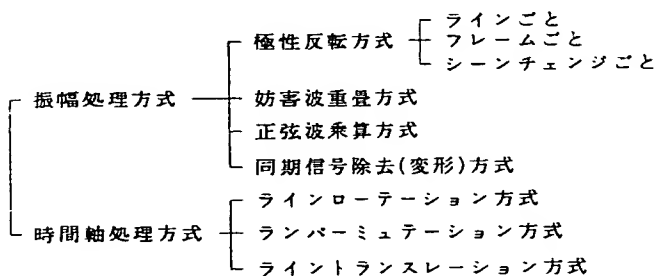 ラインごと
極性反転方式
フレームごと
シーンチェンジごと
振幅処理方式
妨害波重畳方式
正弦波乗算方式
同期信号除去(変形)方式
ラインローテーション方式
時間軸処理方式
ランパーミュテーション方式
ライントランスレーション方式